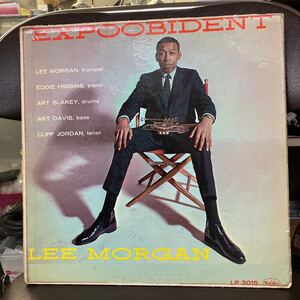 EXPOOBIDENT
LEE MORGAN, trumpet
EDDIE HIGGINS, piano
ART BLAKEY, drums
ART DAVIS, bass
CLIFF JORDAN, tenor
LEE MORGAN
LP 3015